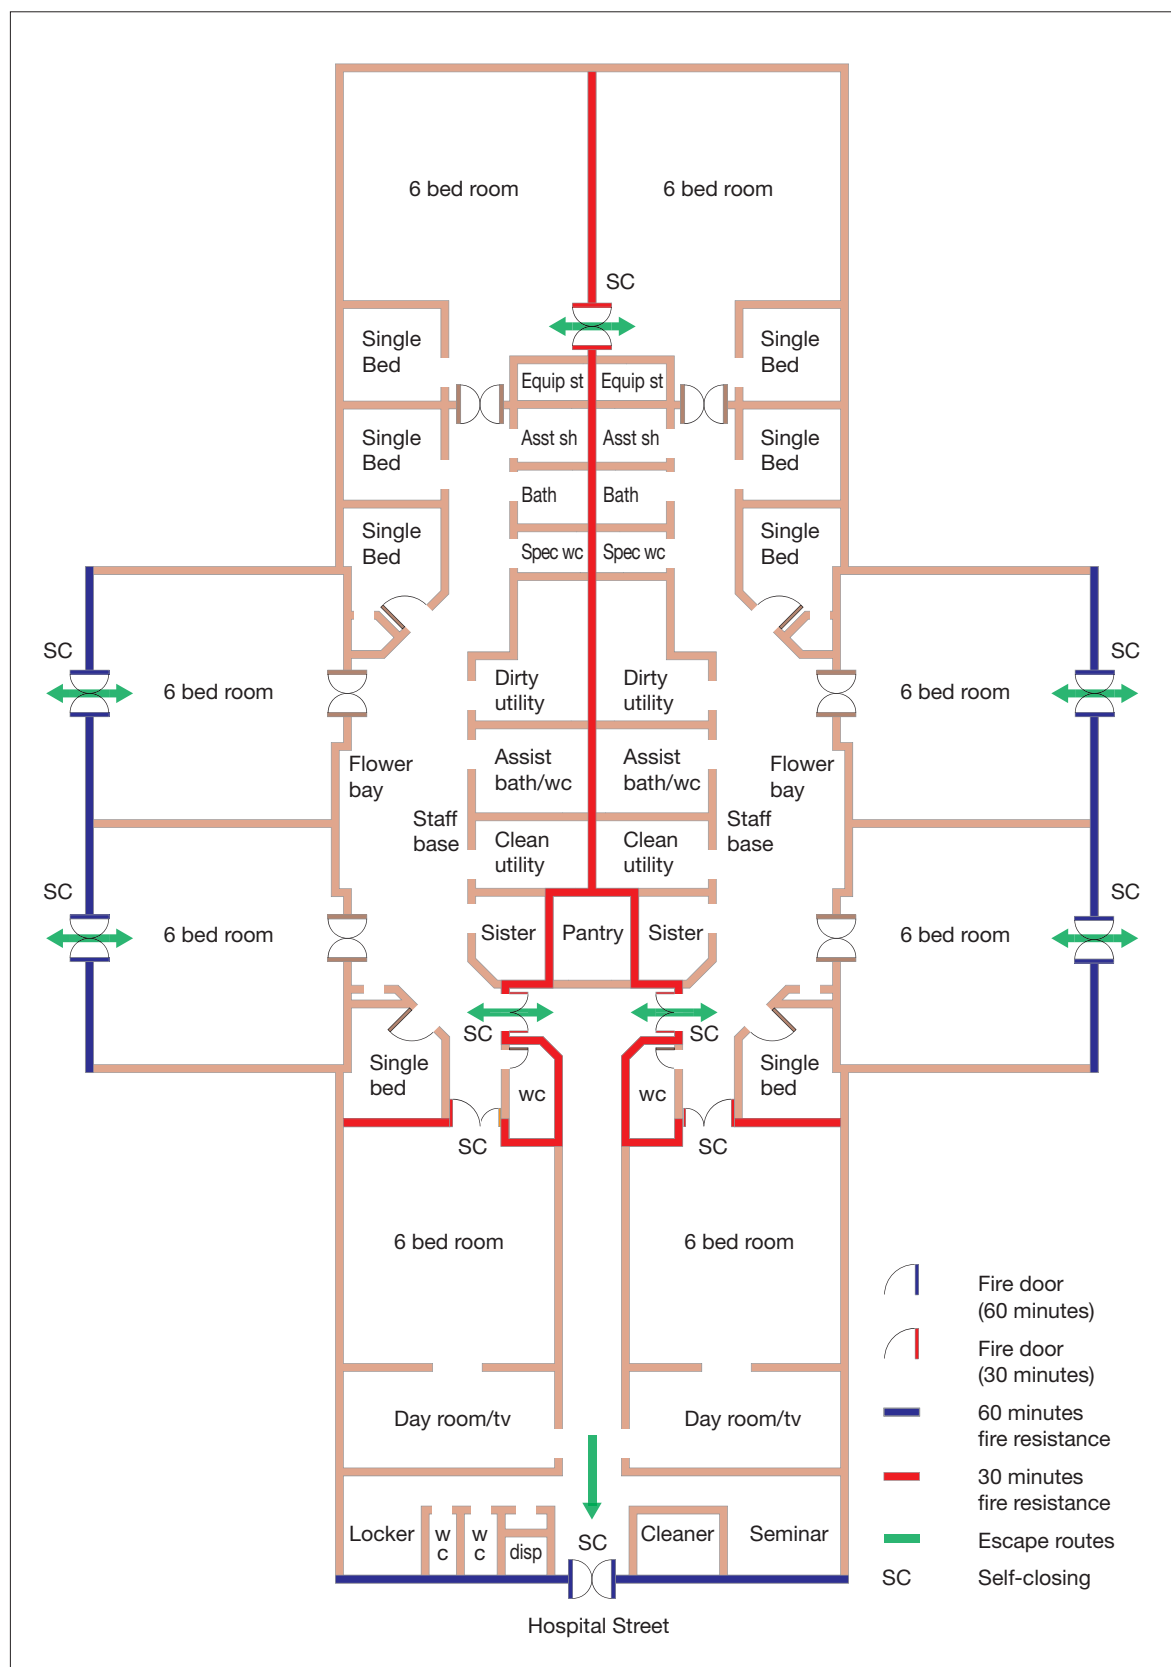 6 bed room
6 bed room
SC
Single
Bed
Equip st
Equip st
Single
Bed
Single
Bed
Asst sh
Asst sh
Single
Bed
Bath
Bath
Single
Bed
Spec wc
Spec wc
Single
Bed
SC
6 bed room
Dirty
utility
Dirty
utility
6 bed room
SC
Flower
bay
Assist
bath/wc
Assist
bath/wc
Flower
bay
Staff
base
Clean
utility
Clean
utility
Staff
base
SC
6 bed room
Sister
Pantry
Sister
6 bed room
SC
SC
SC
Single
bed
wc
wc
Single
bed
SC
SC
6 bed room
6 bed room
Day room/tv
Day room/tv
Locker
w
c
w
c
disp
SC
Cleaner
Seminar
Hospital Street
Fire door
(60 minutes)
Fire door
(30 minutes)
60 minutes
fire resistance
30 minutes
fire resistance
Escape routes
SC
Self-closing